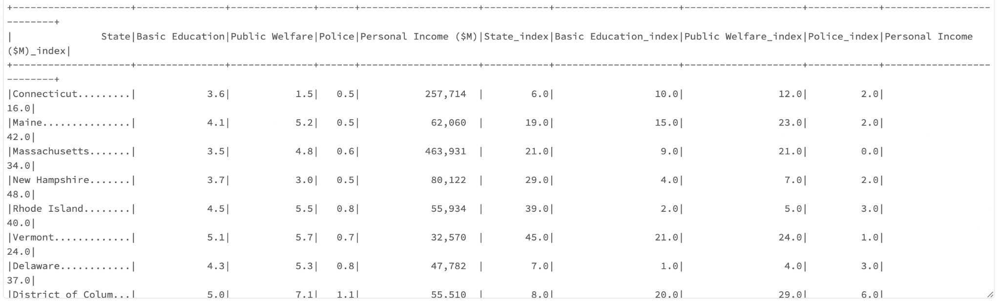 +--------------------+---------------+--------------+------+--------------------+-----------+---------------------+--------------------+------------+------------------
--------+
|               State|Basic Education|Public Welfare|Police|Personal Income ($M)|State_index|Basic Education_index|Public Welfare_index|Police_index|Personal Income
($M)_index|
+--------------------+---------------+--------------+------+--------------------+-----------+---------------------+--------------------+------------+------------------
--------+
|Connecticut.........|            3.6|           1.5|   0.5|           257,714  |        6.0|                 10.0|                12.0|         2.0|
16.0|
|Maine...............|            4.1|           5.2|   0.5|            62,060  |       19.0|                 15.0|                23.0|         2.0|
42.0|
|Massachusetts.......|            3.5|           4.8|   0.6|           463,931  |       21.0|                  9.0|                21.0|         0.0|
34.0|
|New Hampshire.......|            3.7|           3.0|   0.5|            80,122  |       29.0|                  4.0|                 7.0|         2.0|
48.0|
|Rhode Island........|            4.5|           5.5|   0.8|            55,934  |       39.0|                  2.0|                 5.0|         3.0|
40.0|
|Vermont.............|            5.1|           5.7|   0.7|            32,570  |       45.0|                 21.0|                24.0|         1.0|
24.0|
|Delaware............|            4.3|           5.3|   0.8|            47,782  |        7.0|                  1.0|                 4.0|         3.0|
37.0|
|District of Colum...|            5.0|           7.1|   1.1|            55,510  |        8.0|                 20.0|                29.0|         6.0|